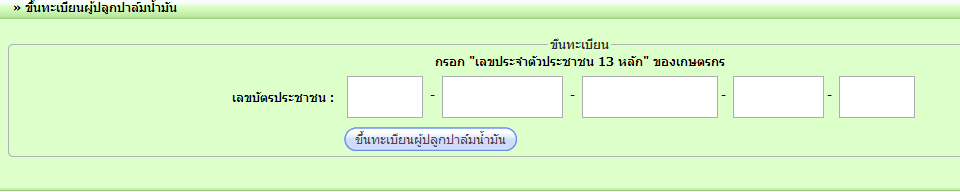 » ขึ้นทะเบียนผู้ปลูกปาล์มน้ำมัน
ขึ้นทะเบียน
กรอก "เลขประจำตัวประชาชน 13 หลัก" ของเกษตรกร
เลขบัตรประชาชน : - - - -
ขึ้นทะเบียนผู้ปลูกปาล์มน้ำมัน